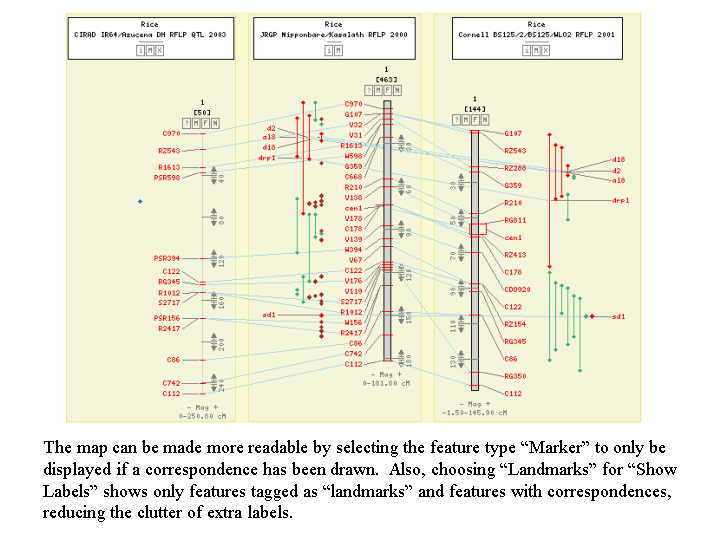 Rice
CIRAD IR64/Azucena DH RFLP QTL 2003
i M X
Rice
JRGP Nipponbare/Kasalath RFLP 2000
i M
Rice
Cornell BS125/2/BS125/WL02 RFLP 2001
i M X
1
[50]
? M F N
C970
RZ543
R1613
PSR598
PSR394
C122
RG345
R1012
S2717
PSR156
R2417
C86
C742
C112
40
80
120
160
200
240
- Mag +
0-250.80 cM
1
[463]
? M F N
d2
al8
d18
drp1
sd1
C970
G107
V32
V31
R1613
W598
G359
C668
R210
V138
cen1
V178
C178
V139
W394
V67
C122
V176
V119
S2717
R1012
W156
R2417
C86
C742
C112
30
60
90
120
150
180
- Mag +
0-181.80 cM
1
[144]
? M F N
30
50
70
90
110
130
G107
RZ543
RZ288
G359
R210
RG811
cen1
R2413
C178
CDO920
C122
RZ154
RG345
C86
RG350
C112
d18
d2
al8
drp1
sd1
- Mag +
-1.50-145.90 cM
The map can be made more readable by selecting the feature type “Marker” to only be
displayed if a correspondence has been drawn.  Also, choosing “Landmarks” for “Show
Labels” shows only features tagged as “landmarks” and features with correspondences,
reducing the clutter of extra labels.